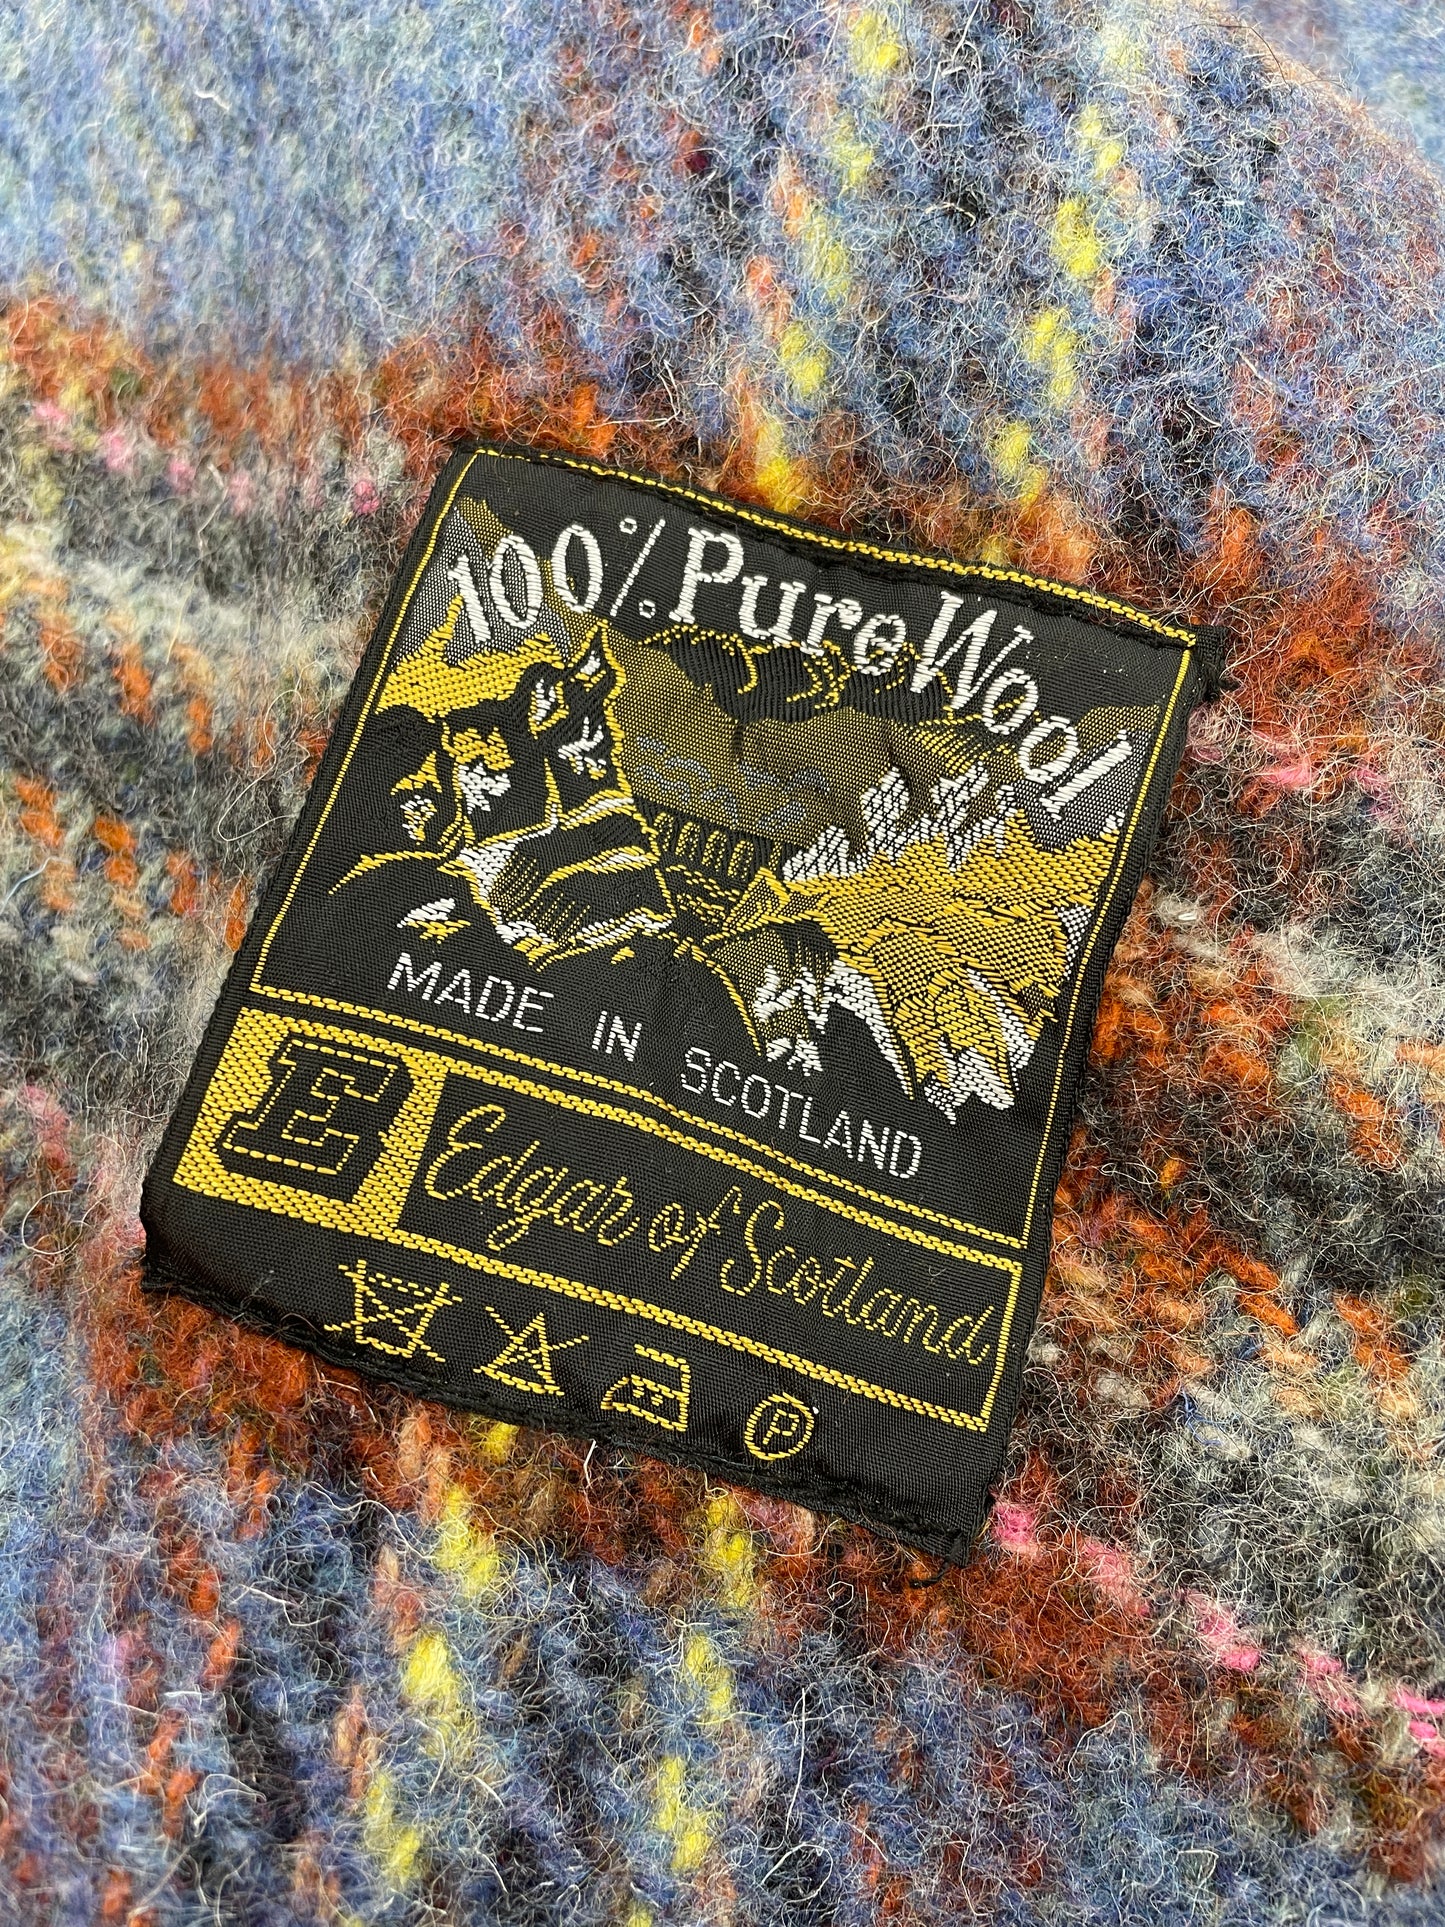 100% Pure Wool
MADE IN SCOTLAND
E Edgar of Scotland
P